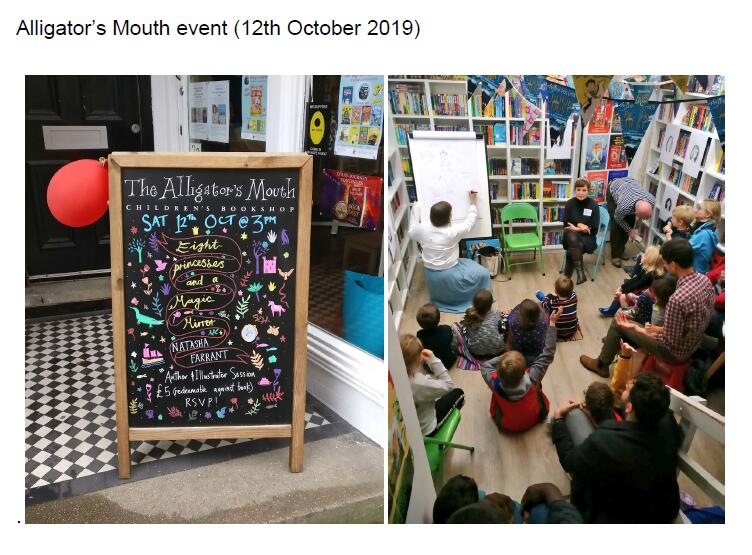 Alligator's Mouth event (12th October 2019)
The Alligator's Mouth
CHILDREN'S BOOKSHOP
SAT 12TH OCT @ 3PM
Eight
princesses
and a
Magic
Mirror
NATASHA
FARRANT
Author & Illustrator Session
£5 (redeemable against book)
RSVP!